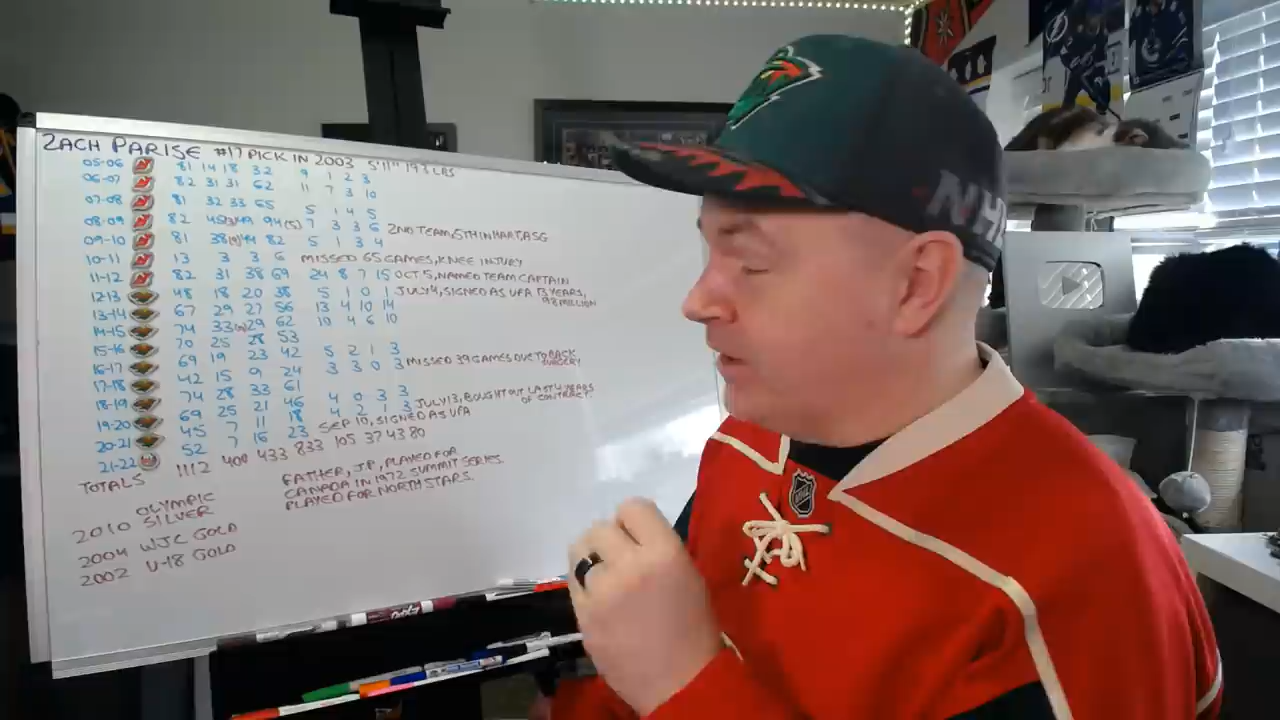 ZACH PARISE #17 PICK IN 2003 5'11" 193 LBS
05-06 81 14 18 32 9 1 2 3
06-07 82 31 31 62 11 7 3 10
07-08 81 32 33 65 5 1 4 5
08-09 82 45(3)49 94(5) 7 3 3 6 2ND TEAM, 5TH IN HART, ASG
09-10 81 38(9)44 82 5 1 3 4
10-11 13 3 3 6 MISSED 65 GAMES, KNEE INJURY
11-12 82 31 38 69 24 8 7 15 OCT 5, NAMED TEAM CAPTAIN
12-13 48 18 20 38 5 1 0 1 JULY 4, SIGNED AS UFA 13 YEARS,
98 MILLION
13-14 67 29 27 56 13 4 10 14
14-15 74 33 29 62 10 4 6 10
15-16 70 25 28 53
16-17 69 19 23 42 5 2 1 3
17-18 42 15 9 24 3 3 0 3 MISSED 39 GAMES DUE TO BACK
SURGERY
18-19 74 28 33 61
19-20 69 25 21 46 4 0 3 3
20-21 45 7 11 18 4 2 1 3 JULY 13, BOUGHT OUT LAST 4 YEARS
OF CONTRACT.
21-22 52 7 16 23 SEP 10, SIGNED AS UFA
TOTALS 1112 408 433 833 105 37 43 80
2010 OLYMPIC
SILVER
2004 WJC GOLD
2002 U-18 GOLD
FATHER, JP, PLAYED FOR
CANADA IN 1972 SUMMIT SERIES.
PLAYED FOR NORTH STARS.
NHL